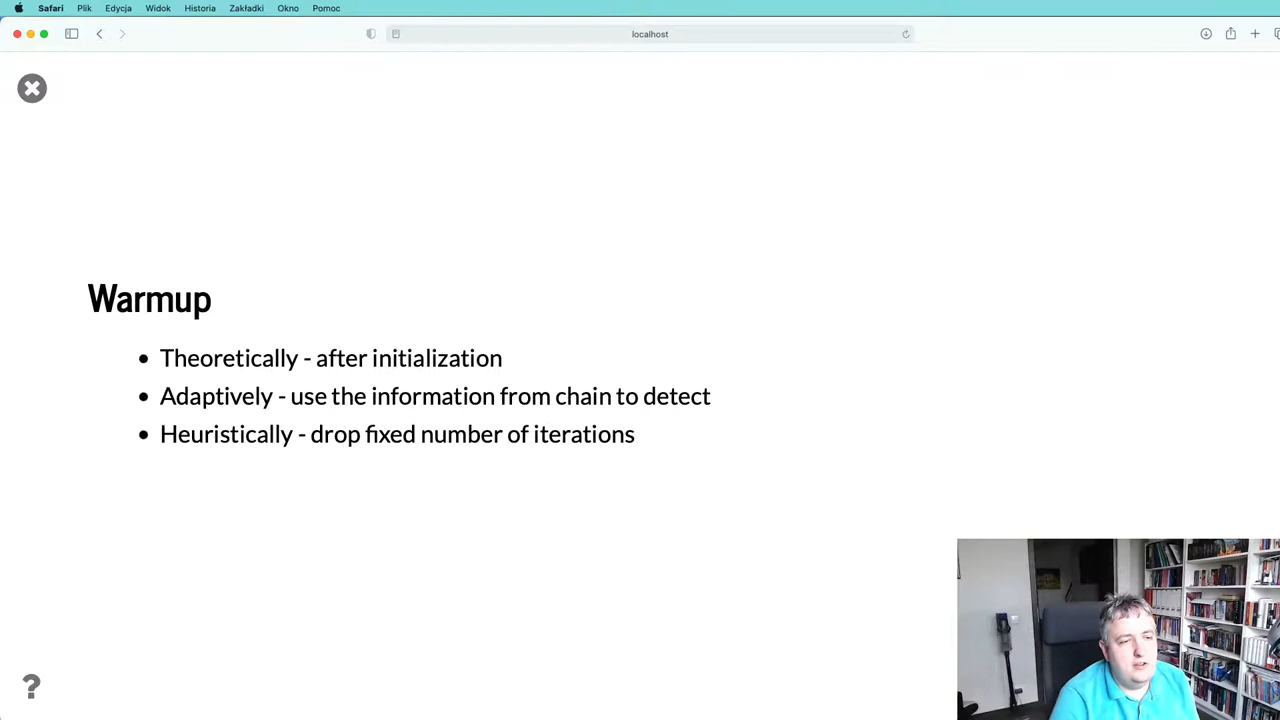 Safari Plik Edycja Widok Historia Zakładki Okno Pomoc
localhost
Warmup
• Theoretically - after initialization
• Adaptively - use the information from chain to detect
• Heuristically - drop fixed number of iterations
?